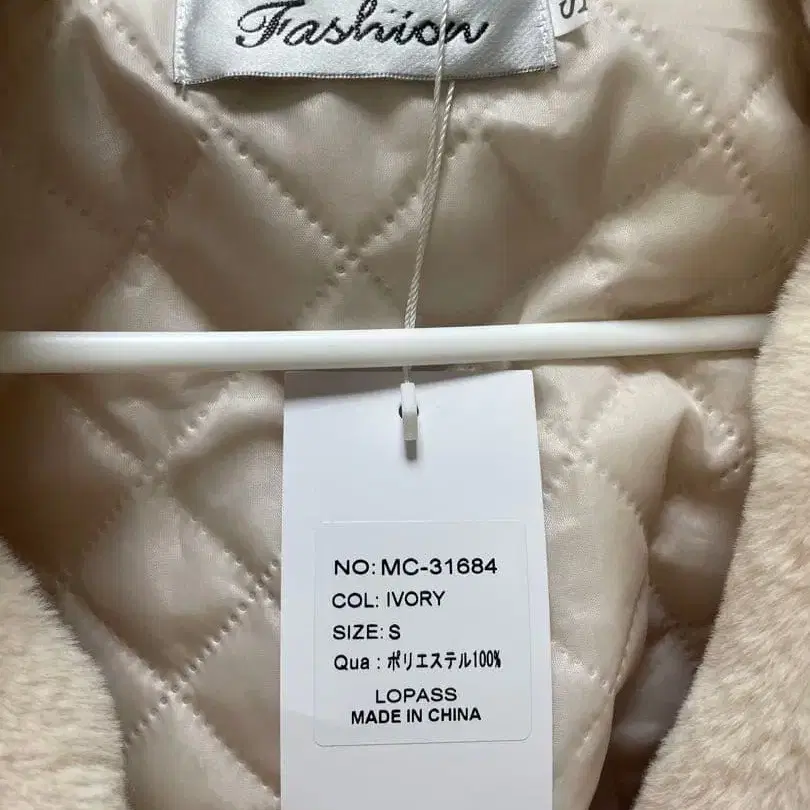 Fashion
NO: MC-31684
COL: IVORY
SIZE: S
Qua : ポリエステル100%
LOPASS
MADE IN CHINA